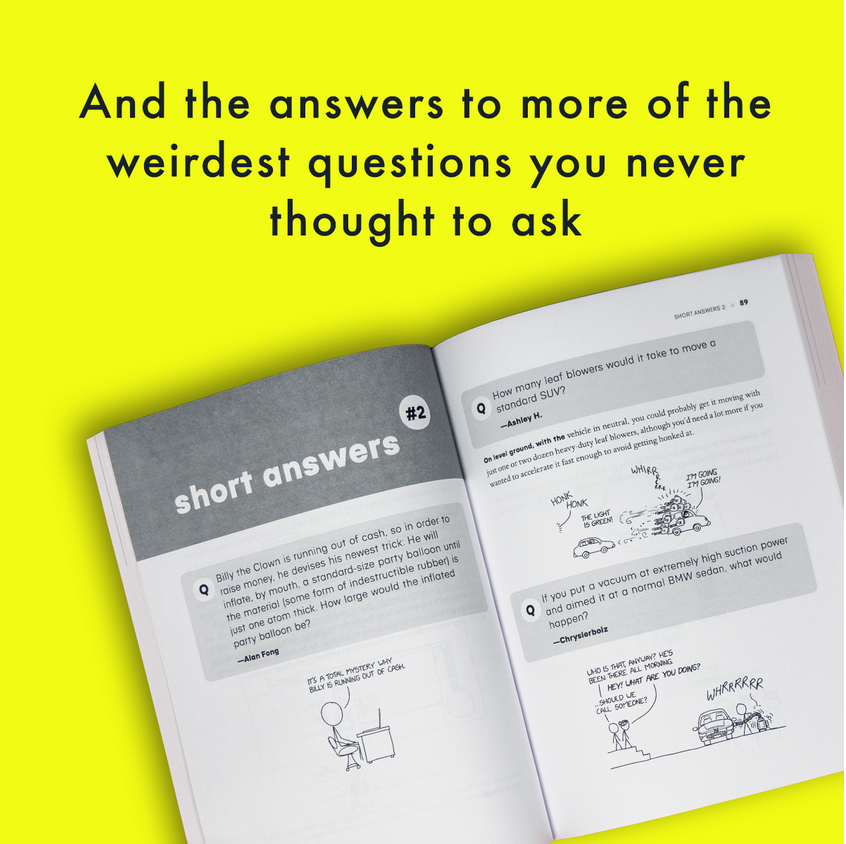 And the answers to more of the
weirdest questions you never
thought to ask
#2
short answers
Q
Billy the Clown is running out of cash, so in order to
raise money, he devises his newest trick: He will
inflate, by mouth, a standard-size party balloon until
the material (some form of indestructible rubber) is
just one atom thick. How large would the inflated
party balloon be?
—Alan Fong
IT'S A TOTAL MYSTERY WHY
BILLY IS RUNNING OUT OF CASH.
SHORT ANSWERS 2 89
Q
How many leaf blowers would it take to move a
standard SUV?
—Ashley H.
On level ground, with the vehicle in neutral, you could probably get it moving with
just one or two dozen heavy-duty leaf blowers, although you'd need a lot more if you
wanted to accelerate it fast enough to avoid getting honked at.
HONK
HONK
THE LIGHT
IS GREEN!
WHIRR
I'M GOING,
I'M GOING!
Q
If you put a vacuum at extremely high suction power
and aimed it at a normal BMW sedan, what would
happen?
—Chryslerboiz
WHO IS THAT, ANYWAY? HE'S
BEEN THERE ALL MORNING.
HEY! WHAT ARE YOU DOING?
...SHOULD WE
CALL SOMEONE?
WHRRRRRR